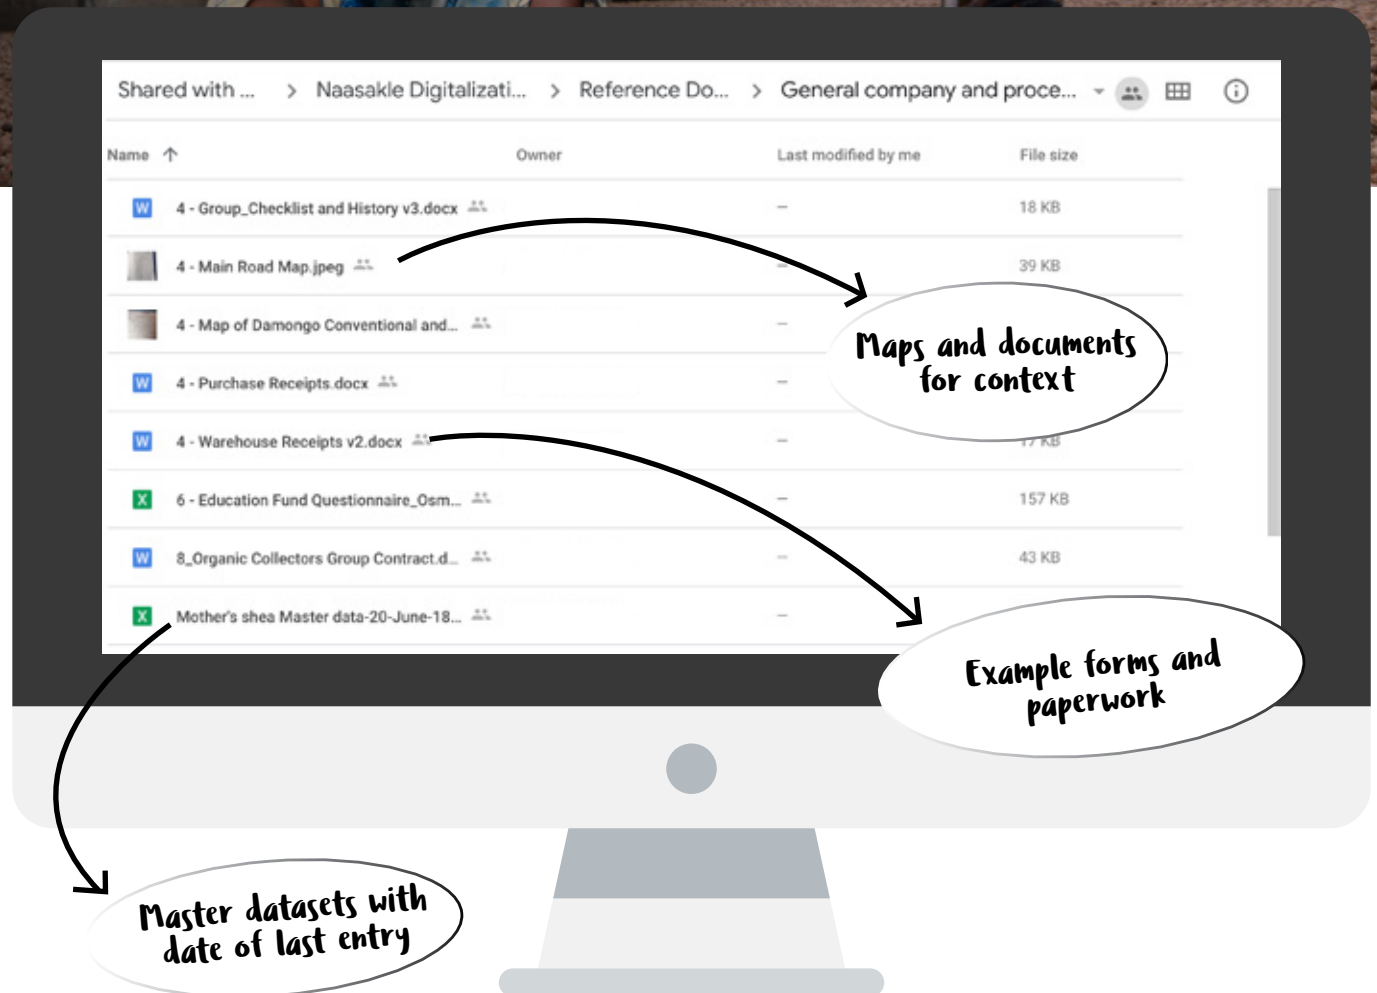 Shared with ... > Naasakle Digitalizati... > Reference Do... > General company and proce...
Name ↑ Owner Last modified by me File size
4 - Group_Checklist and History v3.docx – 18 KB
4 - Main Road Map.jpeg – 39 KB
4 - Map of Damongo Conventional and... –
Maps and documents
for context
4 - Purchase Receipts.docx –
4 - Warehouse Receipts v2.docx – 17 KB
6 - Education Fund Questionnaire_Osm... – 157 KB
8_Organic Collectors Group Contract.d... – 43 KB
Mother's shea Master data-20-June-18... –
Example forms and
paperwork
Master datasets with
date of last entry